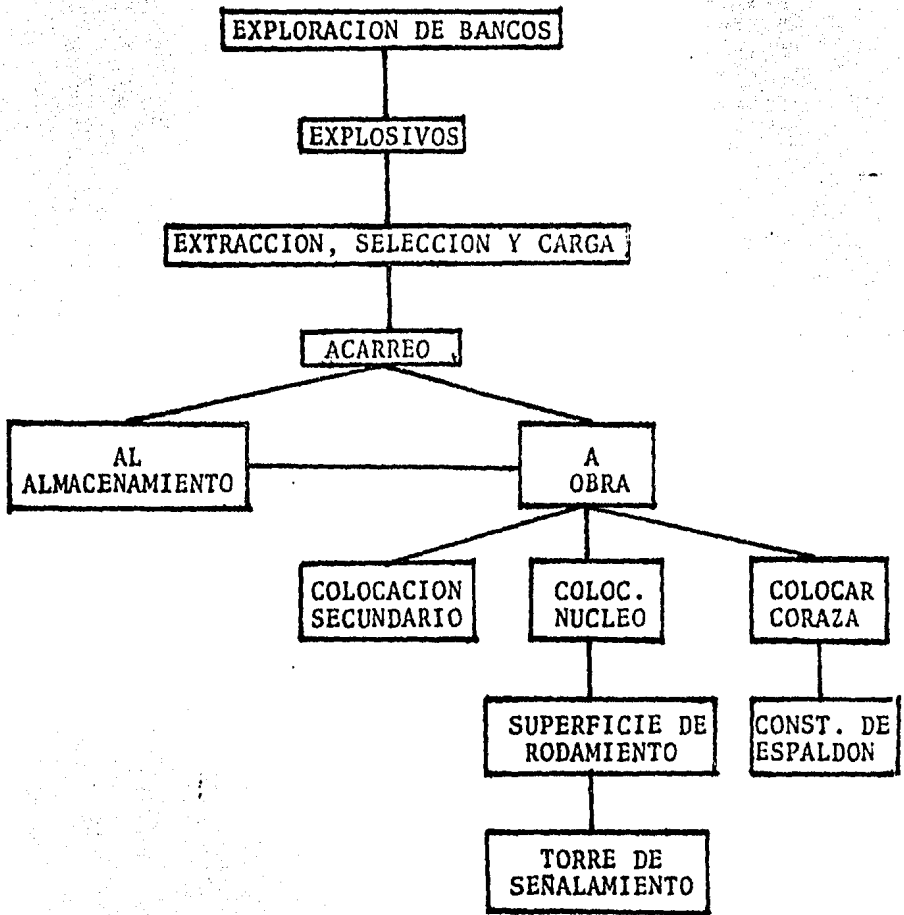 EXPLORACION DE BANCOS
EXPLOSIVOS
EXTRACCION, SELECCION Y CARGA
ACARREO
AL
ALMACENAMIENTO
A
OBRA
COLOCACION
SECUNDARIO
COLOC.
NUCLEO
COLOCAR
CORAZA
SUPERFICIE DE
RODAMIENTO
CONST. DE
ESPALDON
TORRE DE
SEÑALAMIENTO